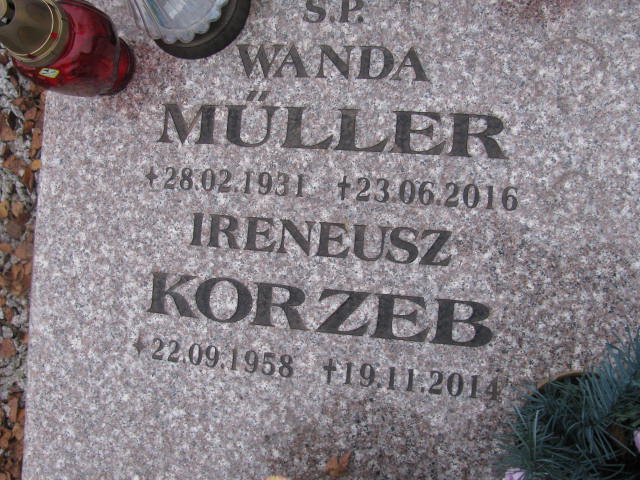 S.P.
WANDA
MÜLLER
+28.02.1931 †23.06.2016
IRENEUSZ
KORZEB
+22.09.1958 †19.11.2014